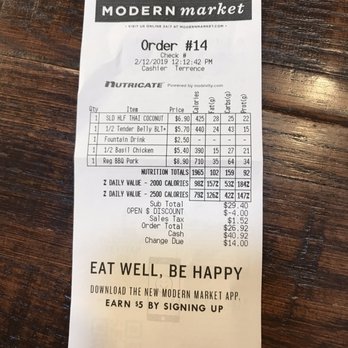 MODERN market
VISIT US ONLINE 24/7 AT MODERNMARKET.COM
Order #14
Check #
2/12/2019 12:12:42 PM
Cashier Terrence
NUTRICATE Powered by
Qty Item Price Calories Fat(g) Carb(g) Prot(g)
1 SLD HLF THAI COCONUT $6.90 425 28 25 22
1 1/2 Tender Belly BLT+ $5.70 440 24 43 15
1 Fountain Drink $2.50 - - - -
1 1/2 Basil Chicken $5.40 390 15 27 21
1 Reg BBQ Pork $8.90 710 35 64 34
NUTRITION TOTALS 1965 102 159 92
% DAILY VALUE - 2000 CALORIES 98% 157% 53% 184%
% DAILY VALUE - 2500 CALORIES 79% 126% 42% 147%
Sub Total $29.40
OPEN $ DISCOUNT $-4.00
Sales Tax $1.52
Order Total $26.92
Cash $40.92
Change Due $14.00
EAT WELL, BE HAPPY
DOWNLOAD THE NEW MODERN MARKET APP.
EARN $5 BY SIGNING UP